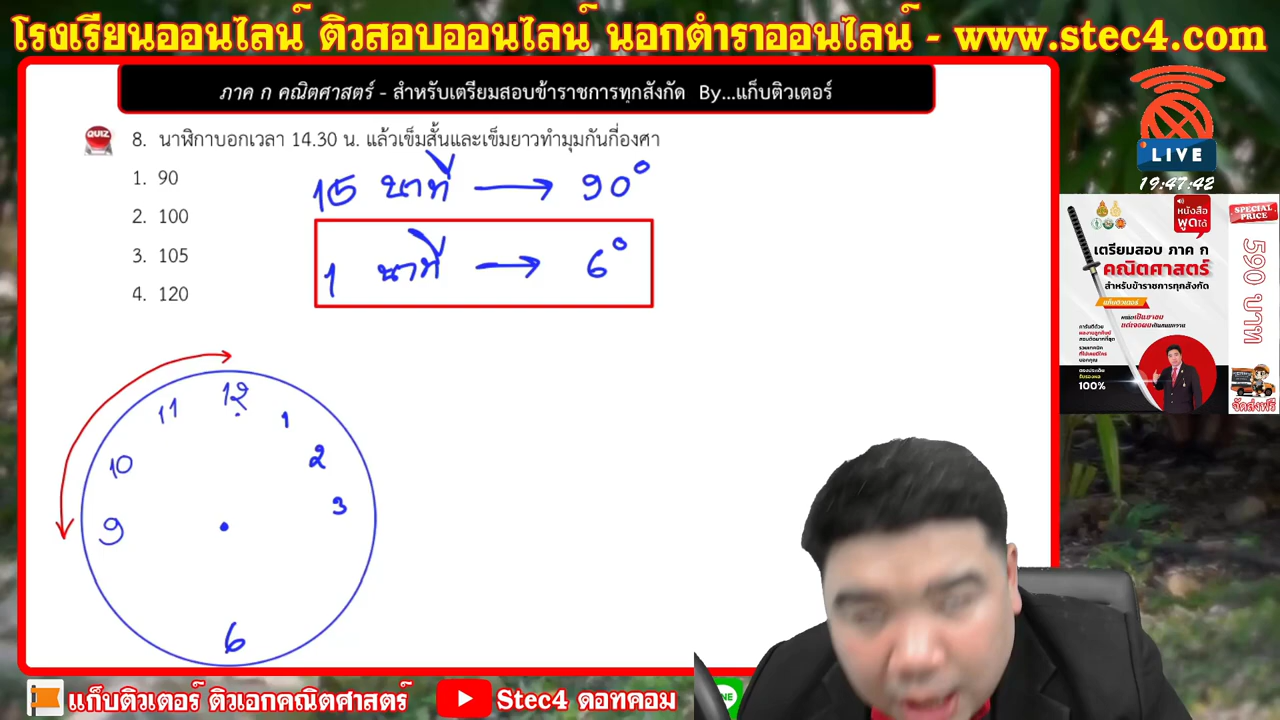 โรงเรียนออนไลน์ ติวสอบออนไลน์ นอกตำราออนไลน์ - www.stec4.com
ภาค ก คณิตศาสตร์ - สำหรับเตรียมสอบข้าราชการทุกสังกัด By...แก็บติวเตอร์
QUIZ
8. นาฬิกาบอกเวลา 14.30 น. แล้วเข็มสั้นและเข็มยาวทำมุมกันกี่องศา
1. 90
2. 100
3. 105
4. 120
15 นาที → 90°
1 นาที → 6°
12
11
1
10
2
9
3
6
LIVE
19:47:42
หนังสือ
พูดได้
SPECIAL
PRICE
เตรียมสอบ ภาค ก
คณิตศาสตร์
สำหรับข้าราชการทุกสังกัด
แก็บติวเตอร์
590 บาท
100%
จัดส่งฟรี
แก็บติวเตอร์ ติวเอกคณิตศาสตร์
Stec4 ดอทคอม